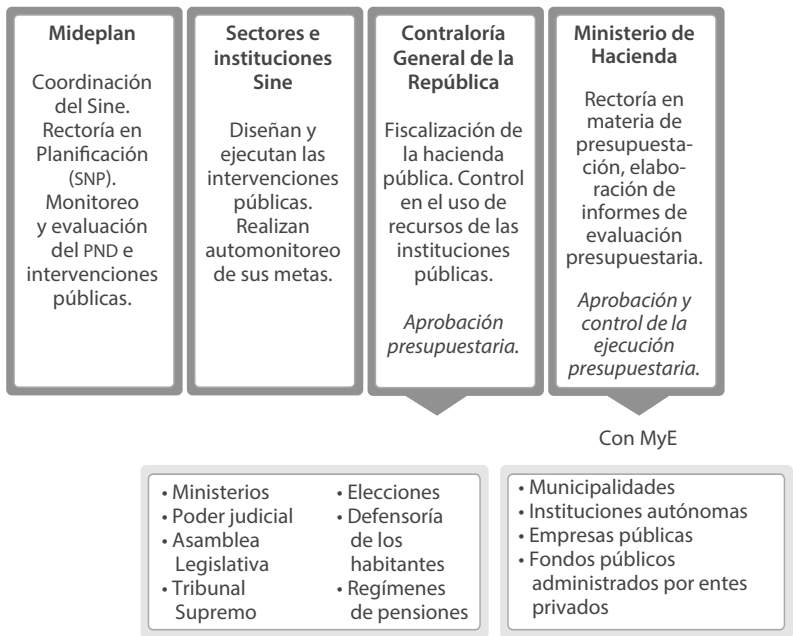 Mideplan
Coordinación
del Sine.
Rectoría en
Planificación
(SNP).
Monitoreo
y evaluación
del PND e
intervenciones
públicas.
Sectores e
instituciones
Sine
Diseñan y
ejecutan las
intervenciones
públicas.
Realizan
automonitoreo
de sus metas.
Contraloría
General de la
República
Fiscalización de
la hacienda
pública. Control
en el uso de
recursos de las
instituciones
públicas.
Aprobación
presupuestaria.
Ministerio de
Hacienda
Rectoría en
materia de
presupuesta-
ción, elabo-
ración de
informes de
evaluación
presupuestaria.
Aprobación y
control de la
ejecución
presupuestaria.
Con MyE
• Ministerios
• Poder judicial
• Asamblea
Legislativa
• Tribunal
Supremo
• Elecciones
• Defensoría
de los
habitantes
• Regímenes
de pensiones
• Municipalidades
• Instituciones autónomas
• Empresas públicas
• Fondos públicos
administrados por entes
privados